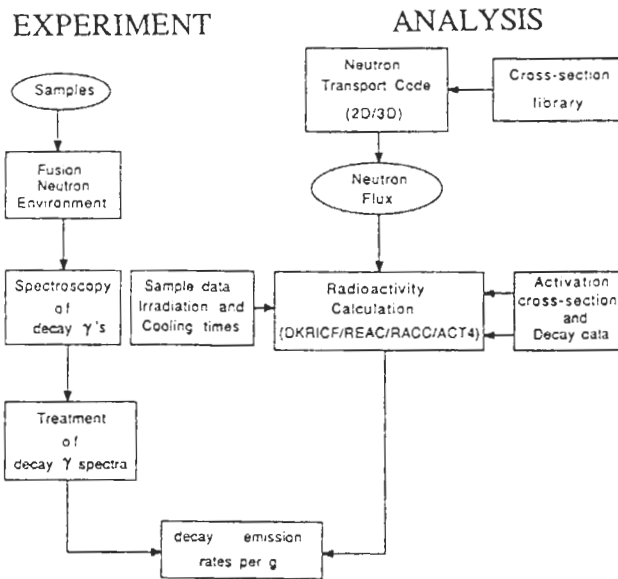 EXPERIMENT
ANALYSIS
Samples
Fusion
Neutron
Environment
Spectroscopy
of
decay γ's
Treatment
of
decay γ spectra
Neutron
Transport Code
(2D/3D)
Cross-section
library
Neutron
Flux
Sample data
Irradiation and
Cooling times
Radioactivity
Calculation
(DKRICF/REAC/RACC/ACT4)
Activation
cross-section
and
Decay data
decay emission
rates per g